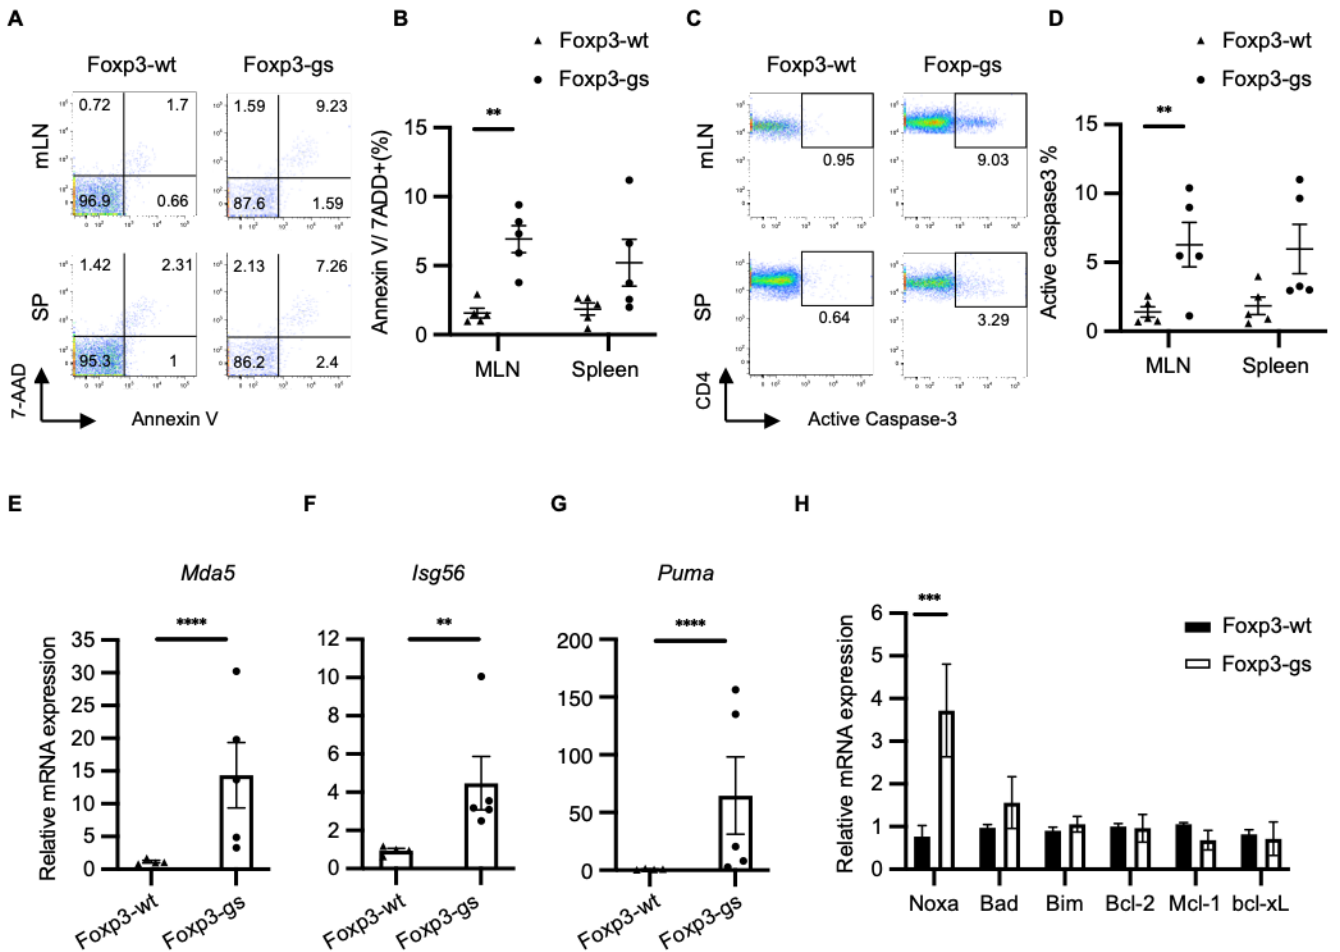 A
Foxp3-wt
Foxp3-gs
mLN
0.72
1.7
96.9
0.66
1.59
9.23
87.6
1.59
SP
1.42
2.31
95.3
1
2.13
7.26
86.2
2.4
7-AAD
Annexin V
B
Foxp3-wt
Foxp3-gs
Annexin V/ 7ADD+(%)
15
10
5
0
**
MLN
Spleen
C
Foxp3-wt
Foxp-gs
mLN
0.95
9.03
SP
0.64
3.29
CD4
Active Caspase-3
D
Foxp3-wt
Foxp3-gs
Active caspase3 %
15
10
5
0
**
MLN
Spleen
E
Mda5
****
Relative mRNA expression
35
30
25
20
15
10
5
0
Foxp3-wt
Foxp3-gs
F
Isg56
**
12
10
8
6
4
2
0
Foxp3-wt
Foxp3-gs
G
Puma
****
200
150
100
50
0
Foxp3-wt
Foxp3-gs
H
Foxp3-wt
Foxp3-gs
***
Relative mRNA expression
6
5
4
3
2
1
0
Noxa
Bad
Bim
Bcl-2
Mcl-1
bcl-xL